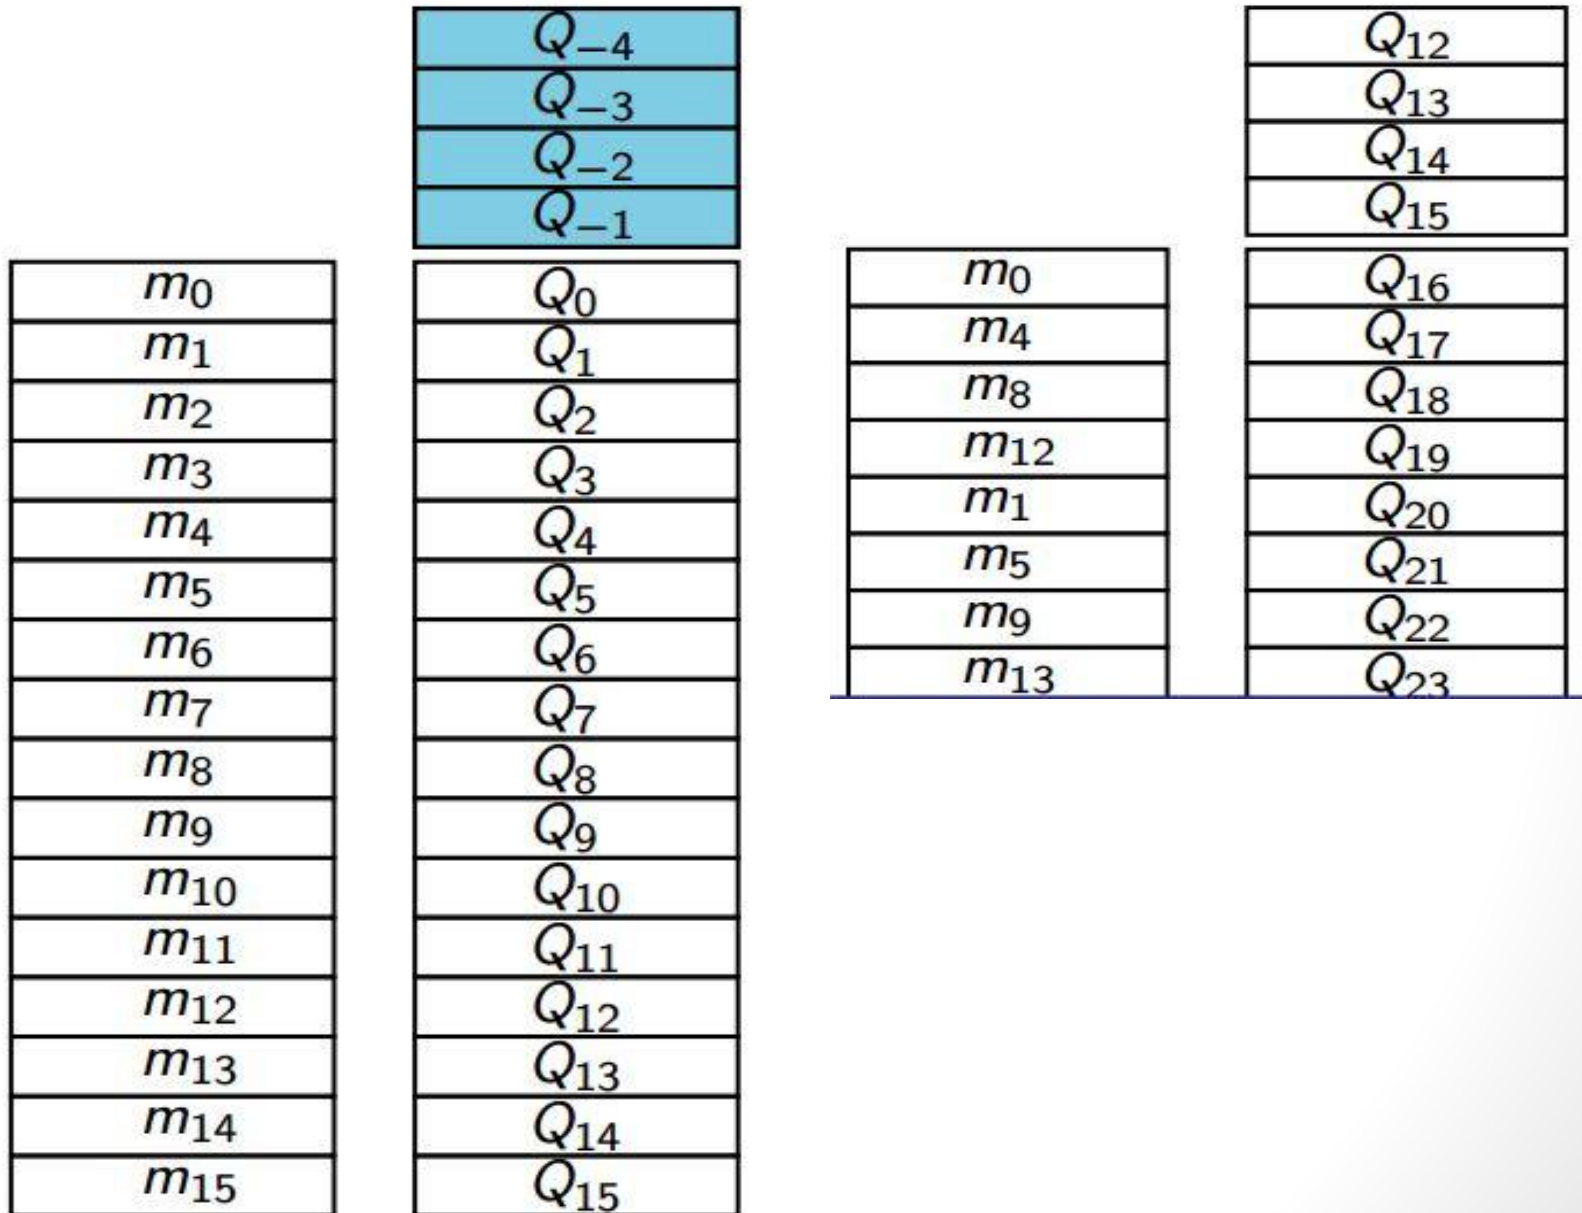 Q₋₄
Q₋₃
Q₋₂
Q₋₁
m₀ Q₀
m₁ Q₁
m₂ Q₂
m₃ Q₃
m₄ Q₄
m₅ Q₅
m₆ Q₆
m₇ Q₇
m₈ Q₈
m₉ Q₉
m₁₀ Q₁₀
m₁₁ Q₁₁
m₁₂ Q₁₂
m₁₃ Q₁₃
m₁₄ Q₁₄
m₁₅ Q₁₅
Q₁₂
Q₁₃
Q₁₄
Q₁₅
m₀ Q₁₆
m₄ Q₁₇
m₈ Q₁₈
m₁₂ Q₁₉
m₁ Q₂₀
m₅ Q₂₁
m₉ Q₂₂
m₁₃ Q₂₃